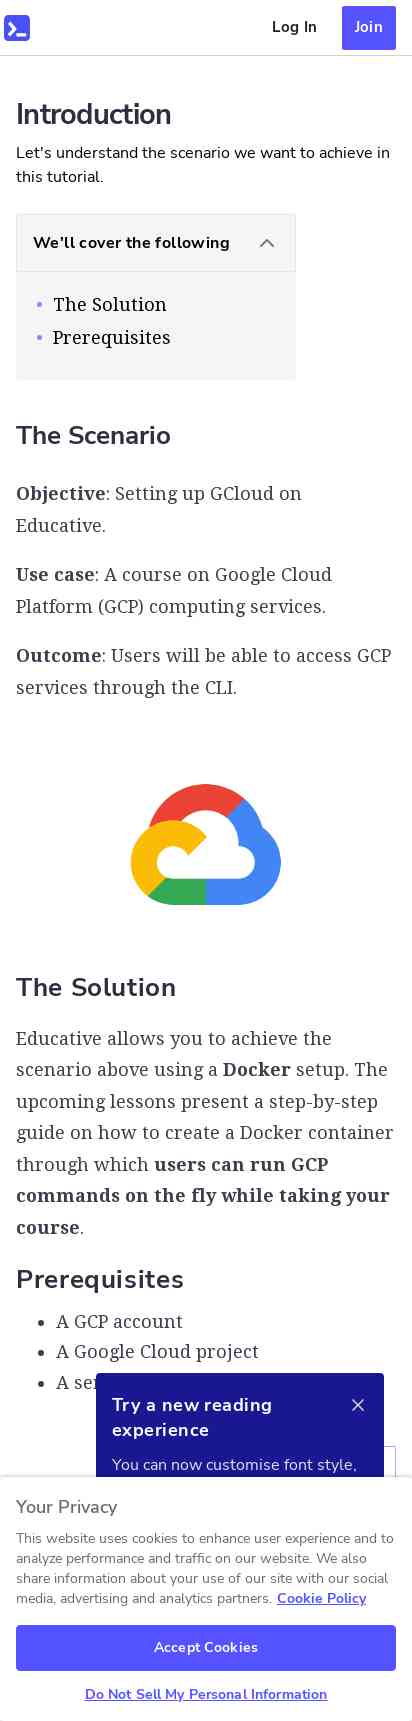 Log In
Join
Introduction
Let's understand the scenario we want to achieve in
this tutorial.
We'll cover the following
The Solution
Prerequisites
The Scenario
Objective: Setting up GCloud on
Educative.
Use case: A course on Google Cloud
Platform (GCP) computing services.
Outcome: Users will be able to access GCP
services through the CLI.
The Solution
Educative allows you to achieve the
scenario above using a Docker setup. The
upcoming lessons present a step-by-step
guide on how to create a Docker container
through which users can run GCP
commands on the fly while taking your
course.
Prerequisites
A GCP account
A Google Cloud project
A
Try a new reading
experience
You can now customise font style,
Your Privacy
This website uses cookies to enhance user experience and to
analyze performance and traffic on our website. We also
share information about your use of our site with our social
media, advertising and analytics partners. Cookie Policy
Accept Cookies
Do Not Sell My Personal Information